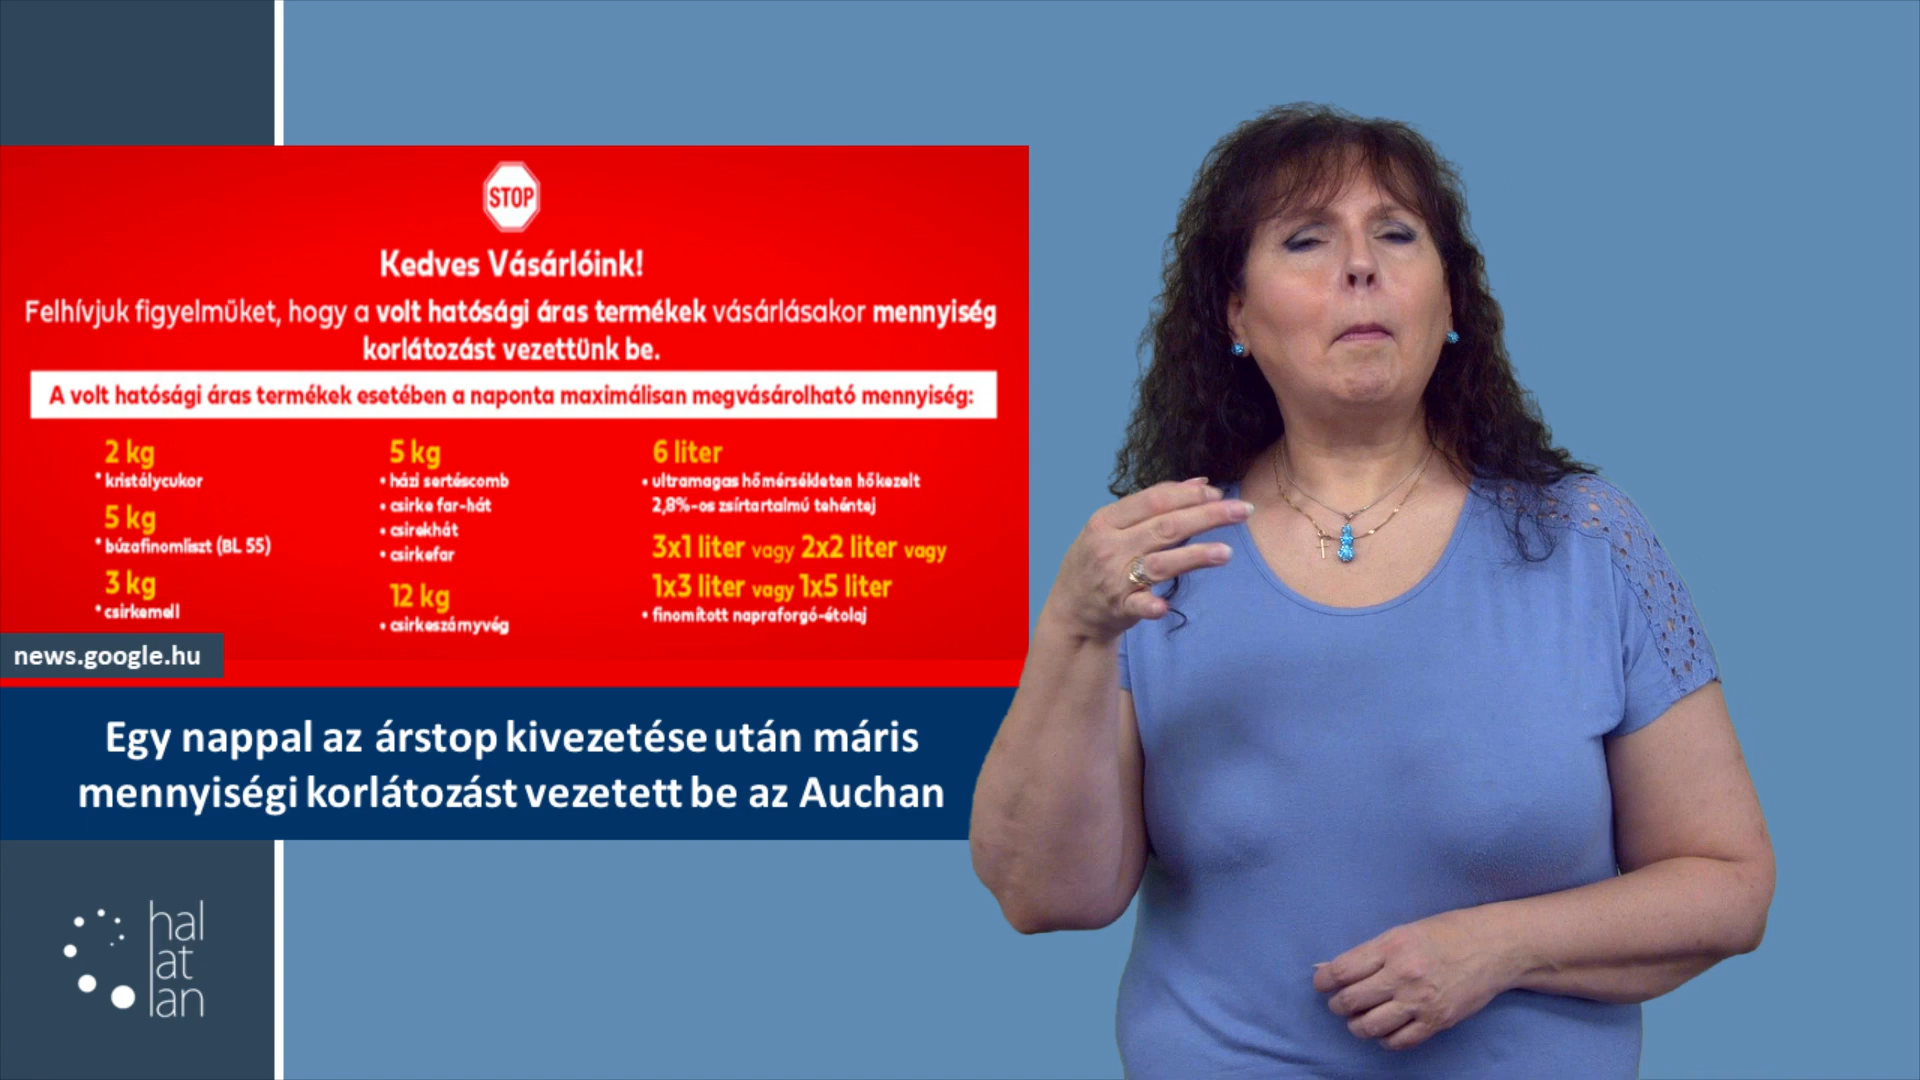 STOP
Kedves Vásárlóink!
Felhívjuk figyelmüket, hogy a volt hatósági áras termékek vásárlásakor mennyiség
korlátozást vezettünk be.
A volt hatósági áras termékek esetében a naponta maximálisan megvásárolható mennyiség:
2 kg
• kristálycukor
5 kg
• búzafinomliszt (BL 55)
3 kg
• csirkemell
5 kg
• házi sertéscomb
• csirke far-hát
• csirekhát
• csirkefar
12 kg
• csirkeszárnyvég
6 liter
• ultramagas hőmérsékleten hőkezelt
2,8%-os zsírtartalmú tehéntej
3x1 liter vagy 2x2 liter vagy
1x3 liter vagy 1x5 liter
• finomított napraforgó-étolaj
news.google.hu
Egy nappal az árstop kivezetése után máris
mennyiségi korlátozást vezetett be az Auchan
hal
at
lan